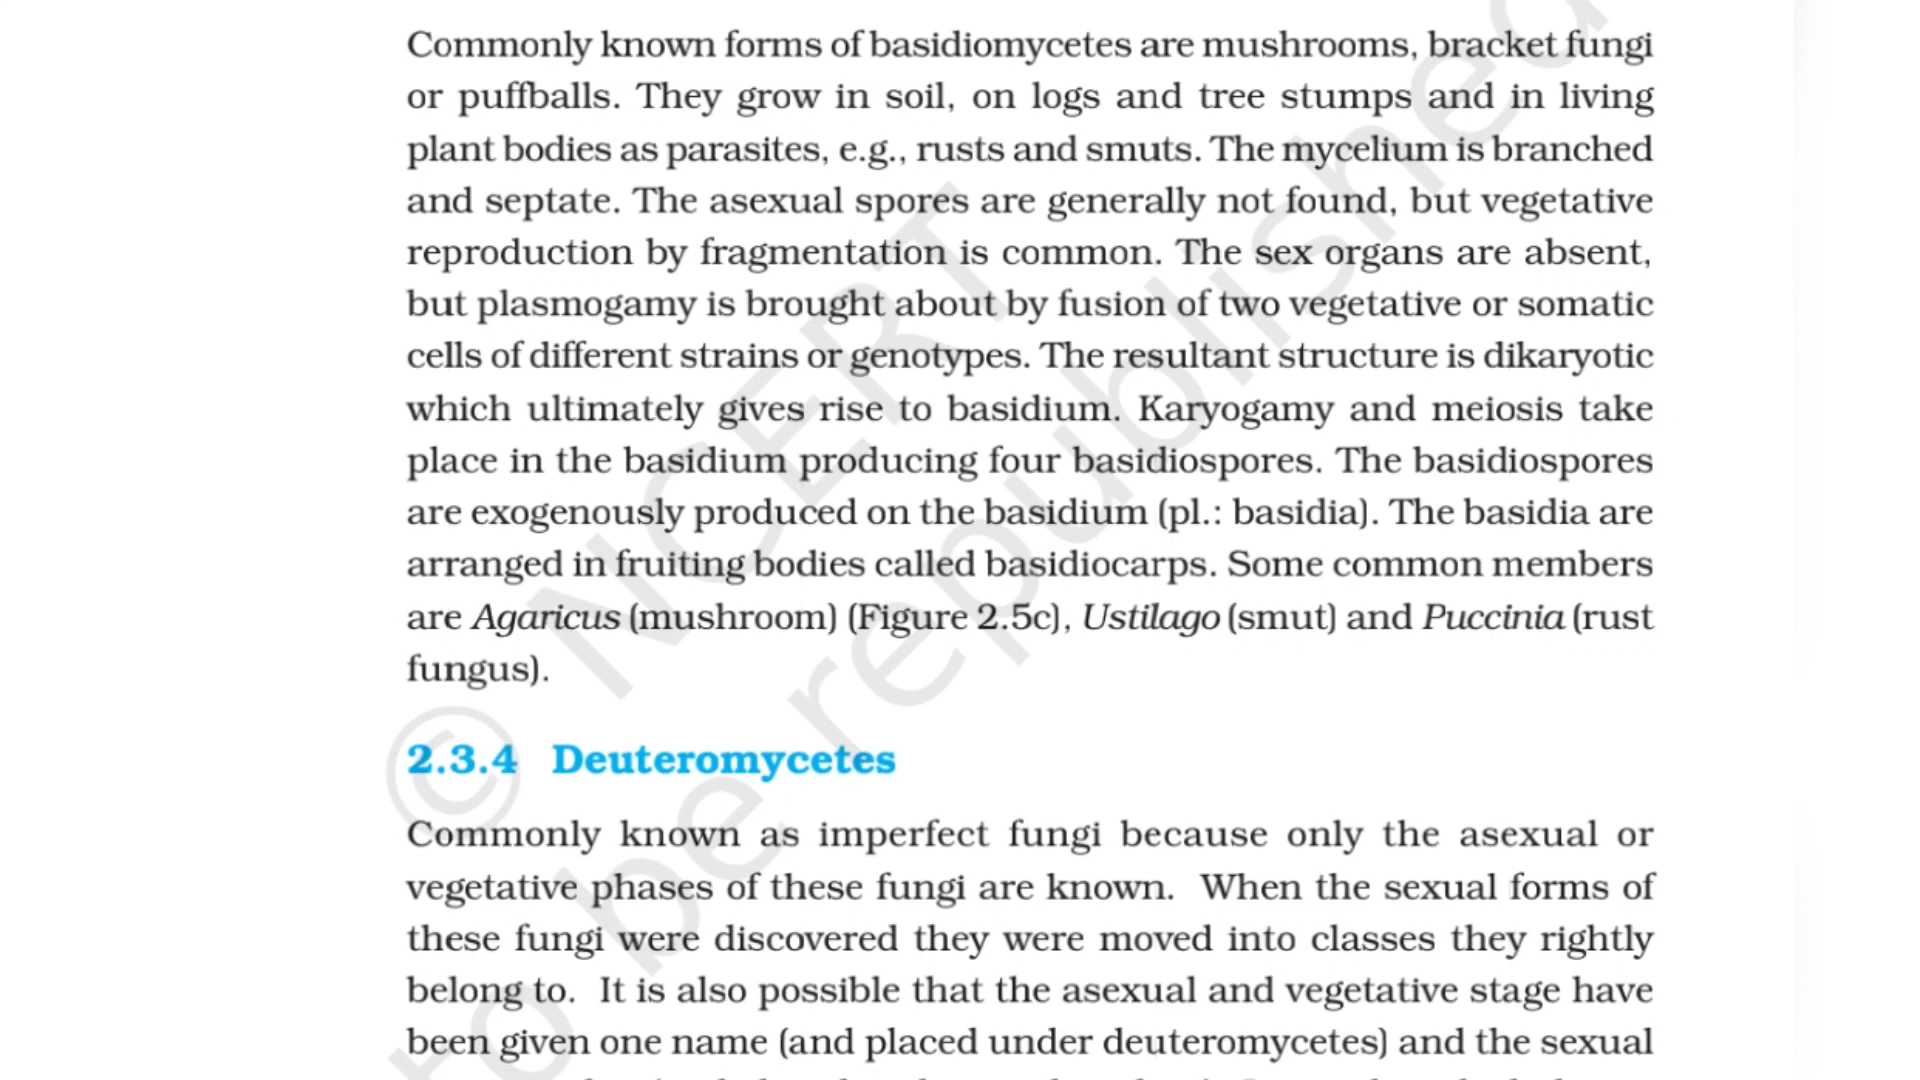 Commonly known forms of basidiomycetes are mushrooms, bracket fungi
or puffballs. They grow in soil, on logs and tree stumps and in living
plant bodies as parasites, e.g., rusts and smuts. The mycelium is branched
and septate. The asexual spores are generally not found, but vegetative
reproduction by fragmentation is common. The sex organs are absent,
but plasmogamy is brought about by fusion of two vegetative or somatic
cells of different strains or genotypes. The resultant structure is dikaryotic
which ultimately gives rise to basidium. Karyogamy and meiosis take
place in the basidium producing four basidiospores. The basidiospores
are exogenously produced on the basidium (pl.: basidia). The basidia are
arranged in fruiting bodies called basidiocarps. Some common members
are Agaricus (mushroom) (Figure 2.5c), Ustilago (smut) and Puccinia (rust
fungus).
2.3.4 Deuteromycetes
Commonly known as imperfect fungi because only the asexual or
vegetative phases of these fungi are known. When the sexual forms of
these fungi were discovered they were moved into classes they rightly
belong to. It is also possible that the asexual and vegetative stage have
been given one name (and placed under deuteromycetes) and the sexual
© NCERT
to be republished